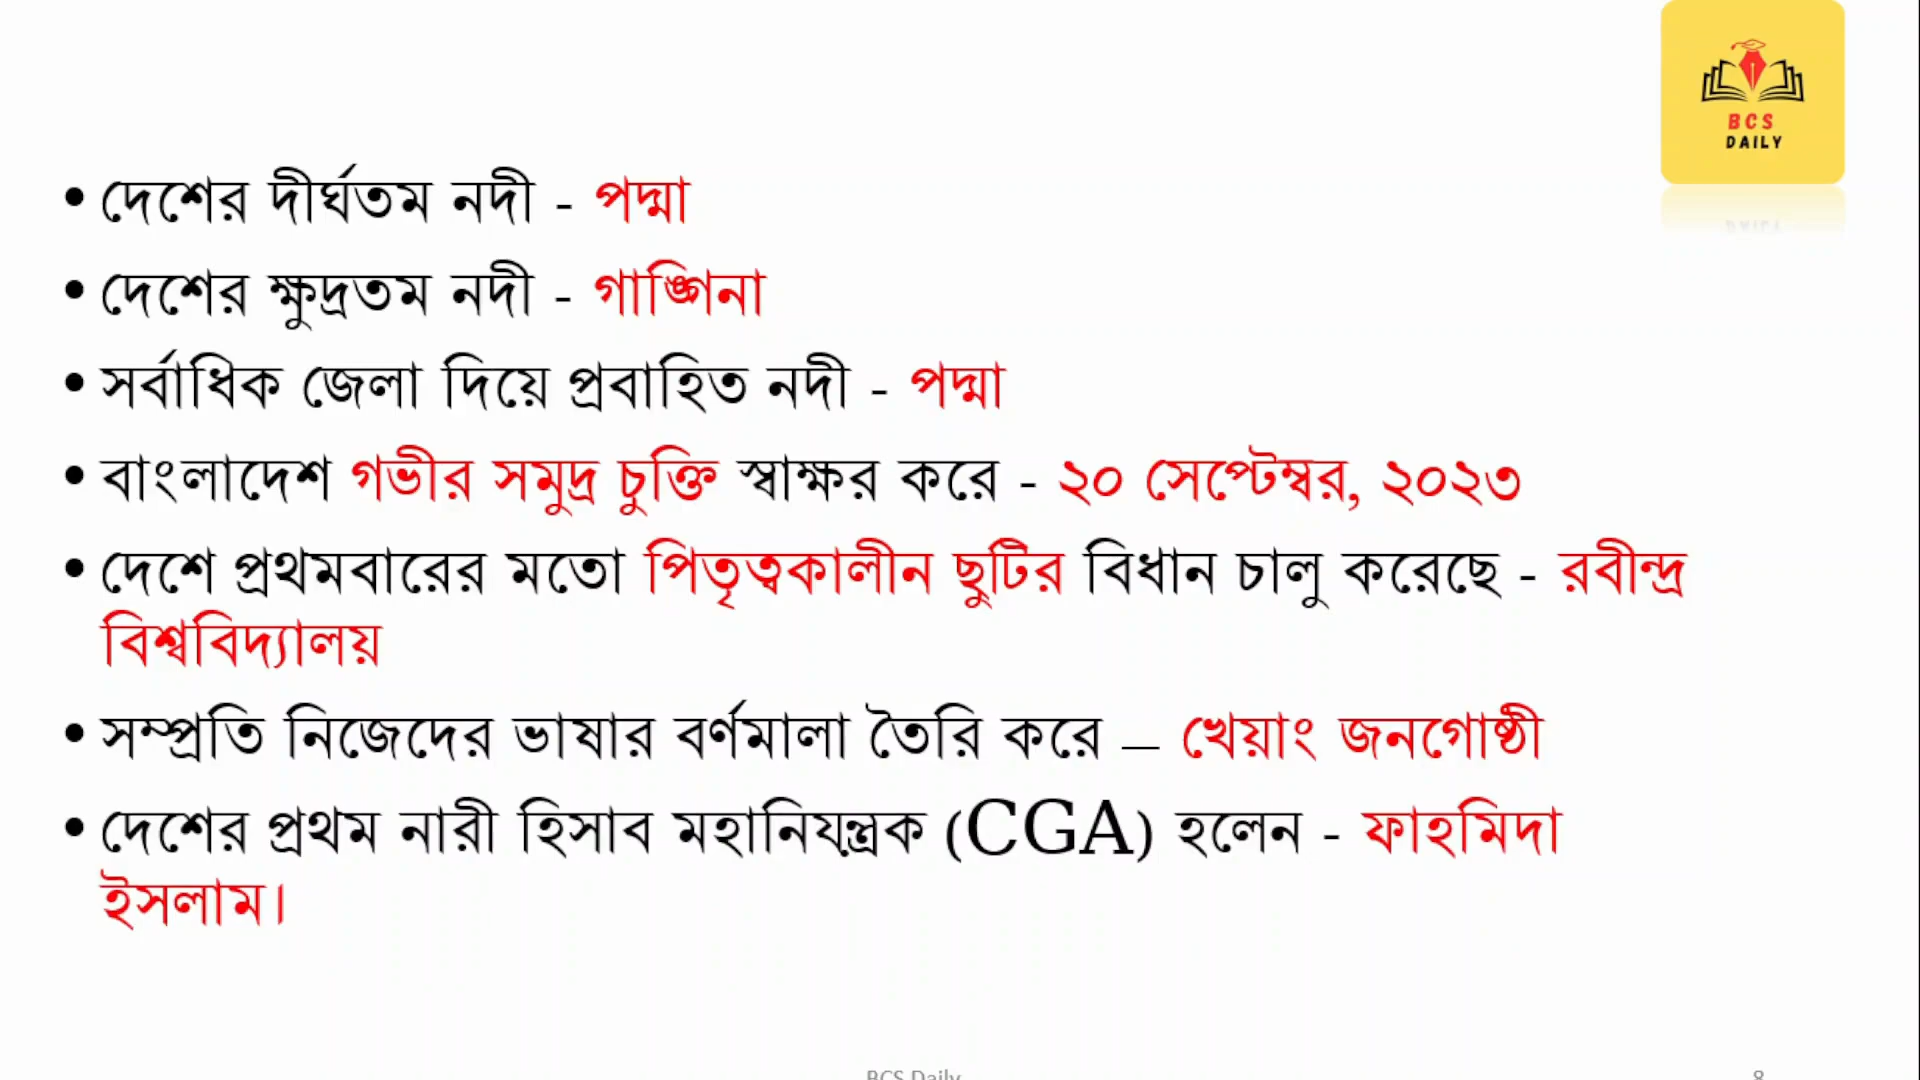 BCS
DAILY
• দেশের দীর্ঘতম নদী - পদ্মা
• দেশের ক্ষুদ্রতম নদী - গাঙ্গিনা
• সর্বাধিক জেলা দিয়ে প্রবাহিত নদী - পদ্মা
• বাংলাদেশ গভীর সমুদ্র চুক্তি স্বাক্ষর করে - ২০ সেপ্টেম্বর, ২০২৩
• দেশে প্রথমবারের মতো পিতৃত্বকালীন ছুটির বিধান চালু করেছে - রবীন্দ্র
বিশ্ববিদ্যালয়
• সম্প্রতি নিজেদের ভাষার বর্ণমালা তৈরি করে – খেয়াং জনগোষ্ঠী
• দেশের প্রথম নারী হিসাব মহানিয়ন্ত্রক (CGA) হলেন - ফাহমিদা
ইসলাম।
BCS Daily
8